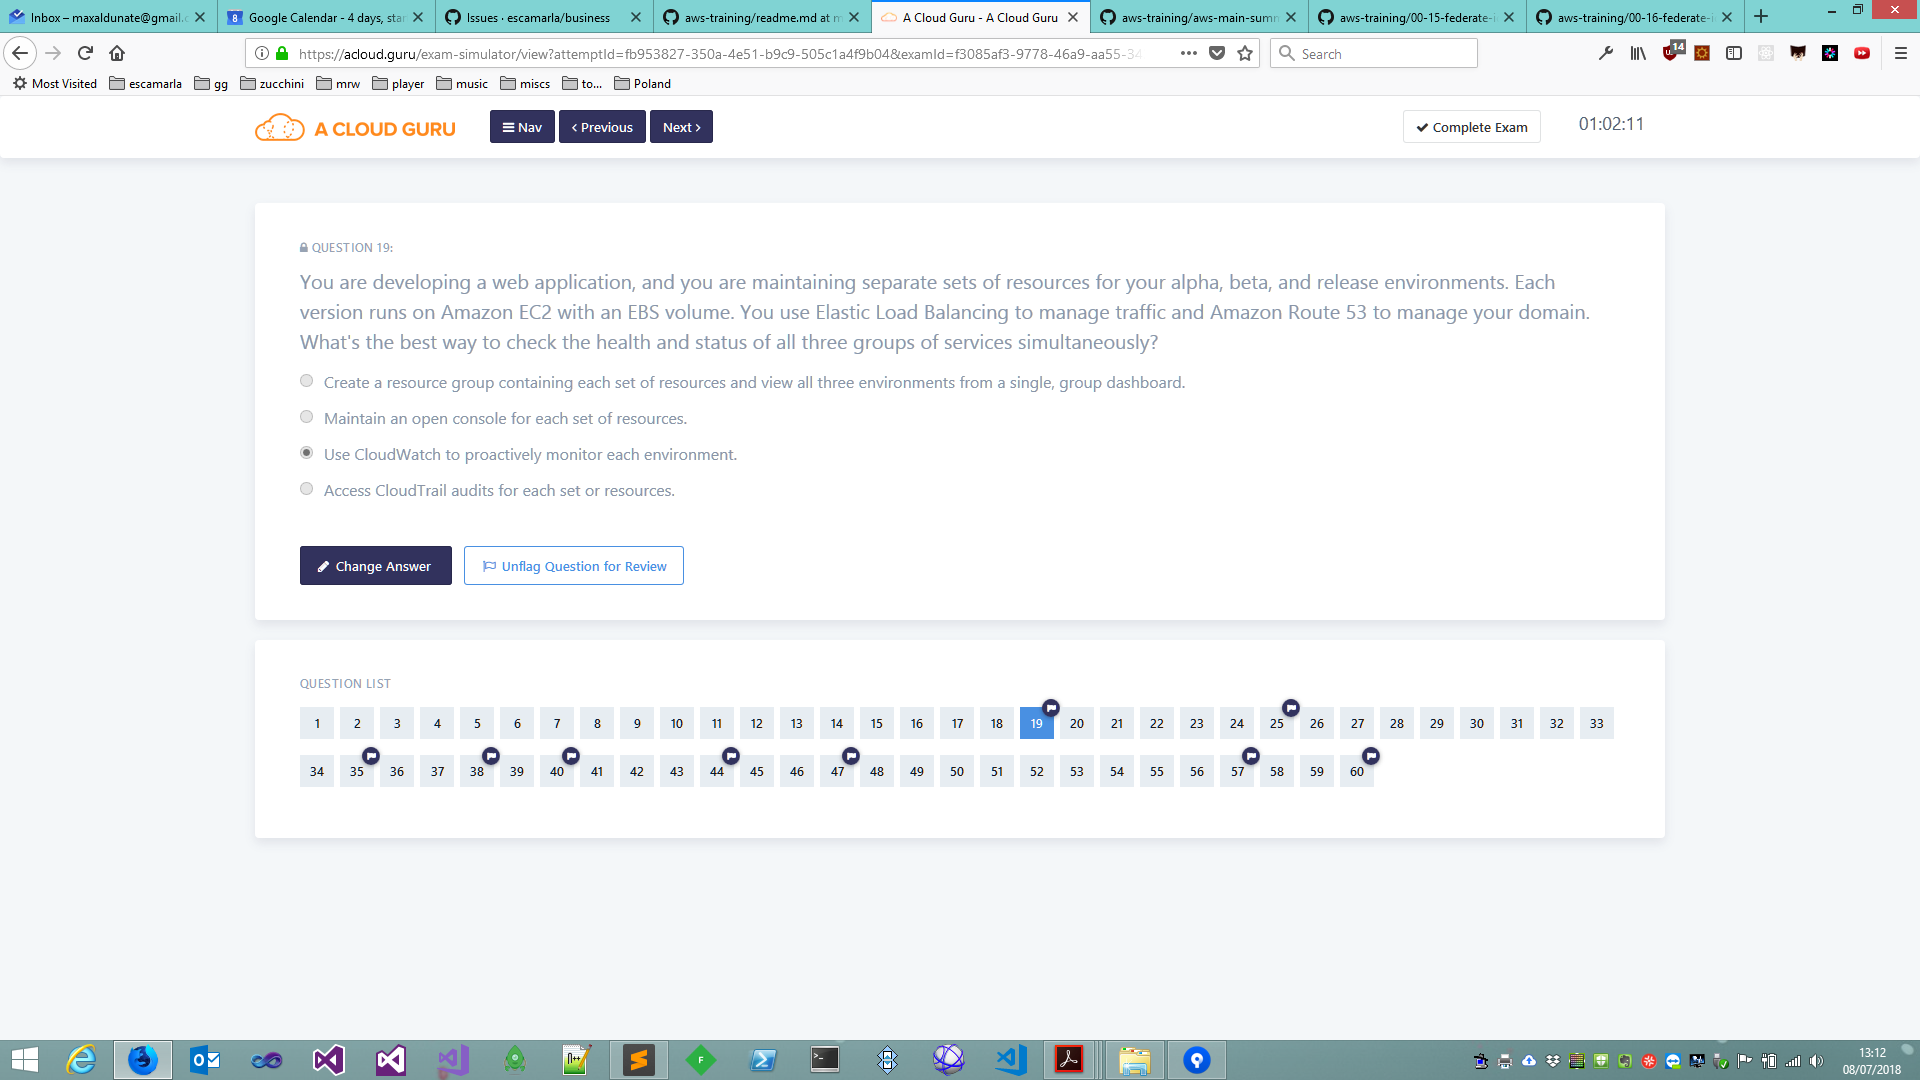 Inbox – maxaldunate@gmail.c
Google Calendar - 4 days, star
Issues · escamarla/business
aws-training/readme.md at m
A Cloud Guru - A Cloud Guru
aws-training/aws-main-summ
aws-training/00-15-federate-i
aws-training/00-16-federate-i
https://acloud.guru/exam-simulator/view?attemptId=fb953827-350a-4e51-b9c9-505c1a4f9b04&examId=f3085af3-9778-46a9-aa55-34
Search
14
Most Visited
escamarla
gg
zucchini
mrw
player
music
miscs
to...
Poland
A CLOUD GURU
Nav
Previous
Next
Complete Exam
01:02:11
QUESTION 19:
You are developing a web application, and you are maintaining separate sets of resources for your alpha, beta, and release environments. Each
version runs on Amazon EC2 with an EBS volume. You use Elastic Load Balancing to manage traffic and Amazon Route 53 to manage your domain.
What's the best way to check the health and status of all three groups of services simultaneously?
Create a resource group containing each set of resources and view all three environments from a single, group dashboard.
Maintain an open console for each set of resources.
Use CloudWatch to proactively monitor each environment.
Access CloudTrail audits for each set or resources.
Change Answer
Unflag Question for Review
QUESTION LIST
1 2 3 4 5 6 7 8 9 10 11 12 13 14 15 16 17 18 19 20 21 22 23 24 25 26 27 28 29 30 31 32 33
34 35 36 37 38 39 40 41 42 43 44 45 46 47 48 49 50 51 52 53 54 55 56 57 58 59 60
13:12
08/07/2018